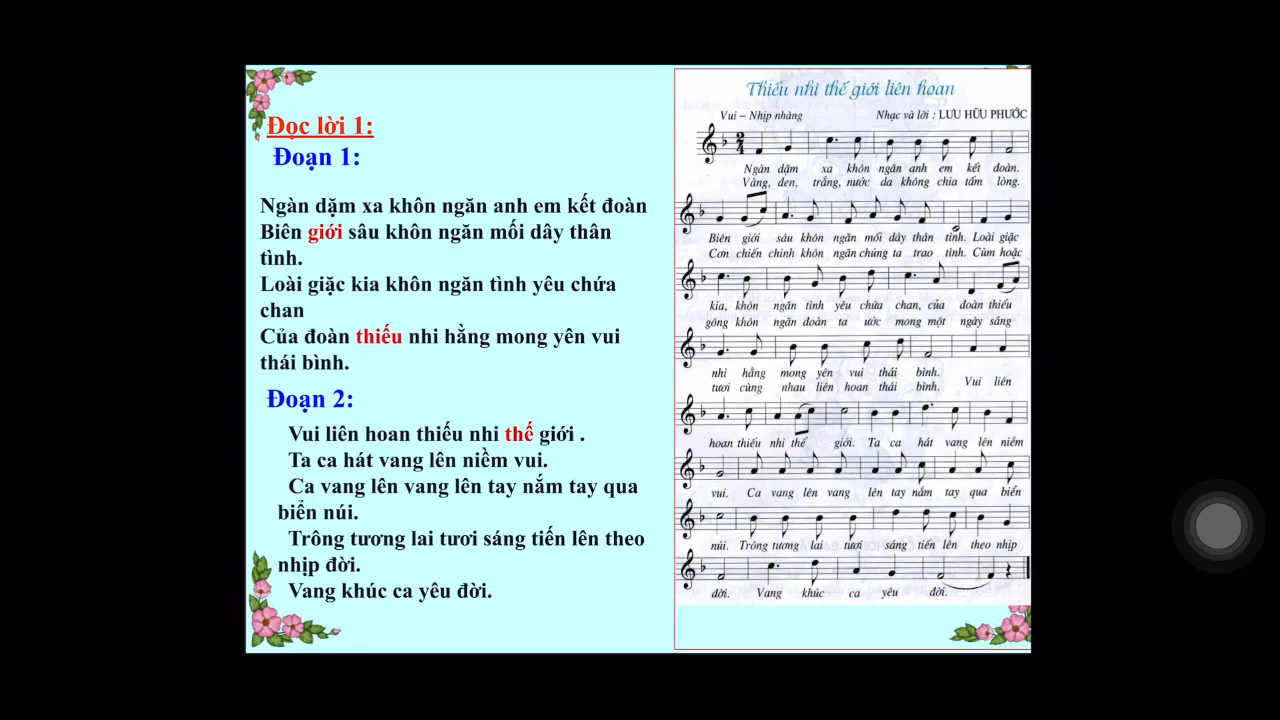 Đọc lời 1:
Đoạn 1:
Ngàn dặm xa khôn ngăn anh em kết đoàn
Biên giới sâu khôn ngăn mối dây thân
tình.
Loài giặc kia khôn ngăn tình yêu chứa
chan
Của đoàn thiếu nhi hằng mong yên vui
thái bình.
Đoạn 2:
Vui liên hoan thiếu nhi thế giới .
Ta ca hát vang lên niềm vui.
Ca vang lên vang lên tay nắm tay qua
biển núi.
Trông tương lai tươi sáng tiến lên theo
nhịp đời.
Vang khúc ca yêu đời.
Thiếu nhi thế giới liên hoan
Vui – Nhịp nhàng
Nhạc và lời : LƯU HỮU PHƯỚC
2
4
Ngàn dặm xa khôn ngăn anh em kết đoàn.
Vàng, đen, trắng, nước da không chia tấm lòng.
Biên giới sâu khôn ngăn mối dây thân tình. Loài giặc
Cơn chiến chinh khôn ngăn chúng ta trao tình. Cùm hoặc
kia, khôn ngăn tình yêu chứa chan, của đoàn thiếu
gông khôn ngăn đoàn ta ước mong một ngày sáng
nhi hằng mong yên vui thái bình.
tươi cùng nhau liên hoan thái bình. Vui liên
hoan thiếu nhi thế giới. Ta ca hát vang lên niềm
vui. Ca vang lên vang lên tay nắm tay qua biển
núi. Trông tương lai tươi sáng tiến lên theo nhịp
đời. Vang khúc ca yêu đời.